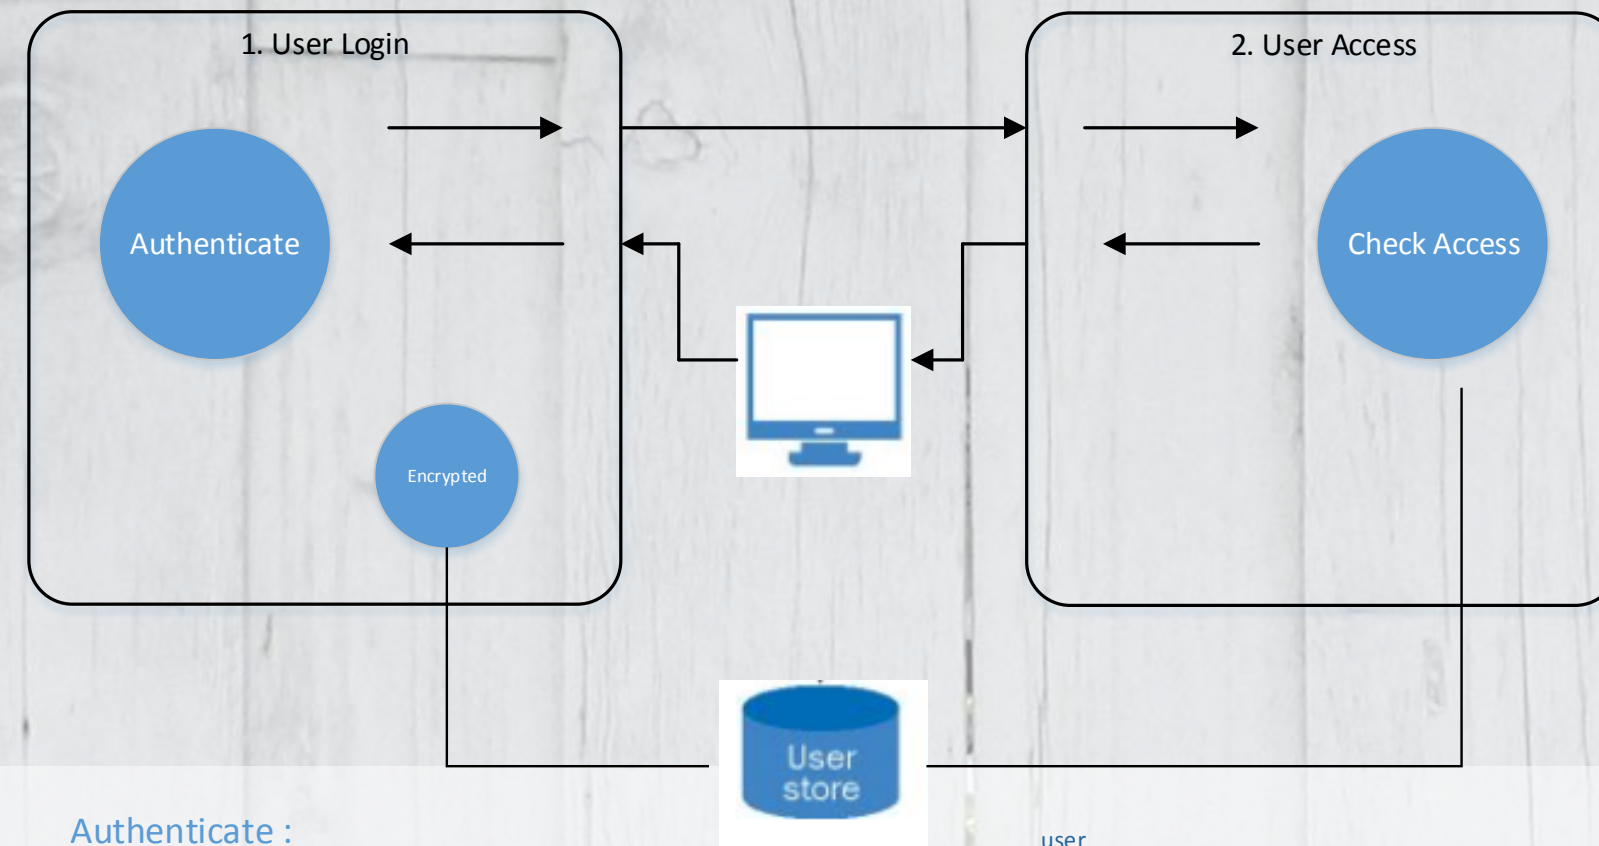 1. User Login
2. User Access
Authenticate
Check Access
Encrypted
User
store
Authenticate :
user